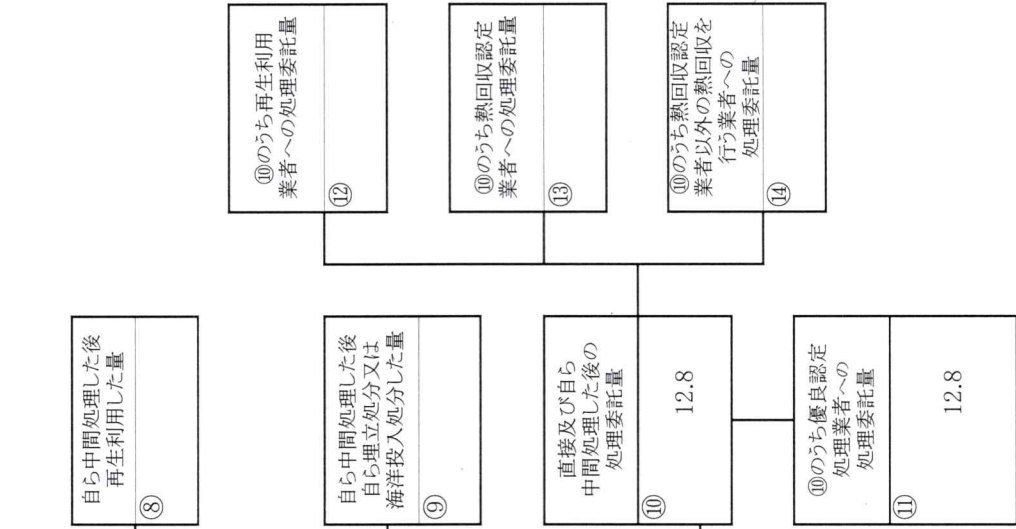 自ら中間処理した後
再生利用した量
⑧
自ら中間処理した後
自ら埋立処分又は
海洋投入処分した量
⑨
直接及び自ら
中間処理した後の
処理委託量
⑩
12.8
⑩のうち優良認定
処理業者への
処理委託量
⑪
12.8
⑩のうち再生利用
業者への処理委託量
⑫
⑩のうち熱回収認定
業者への処理委託量
⑬
⑩のうち熱回収認定
業者以外の熱回収を
行う業者への
処理委託量
⑭